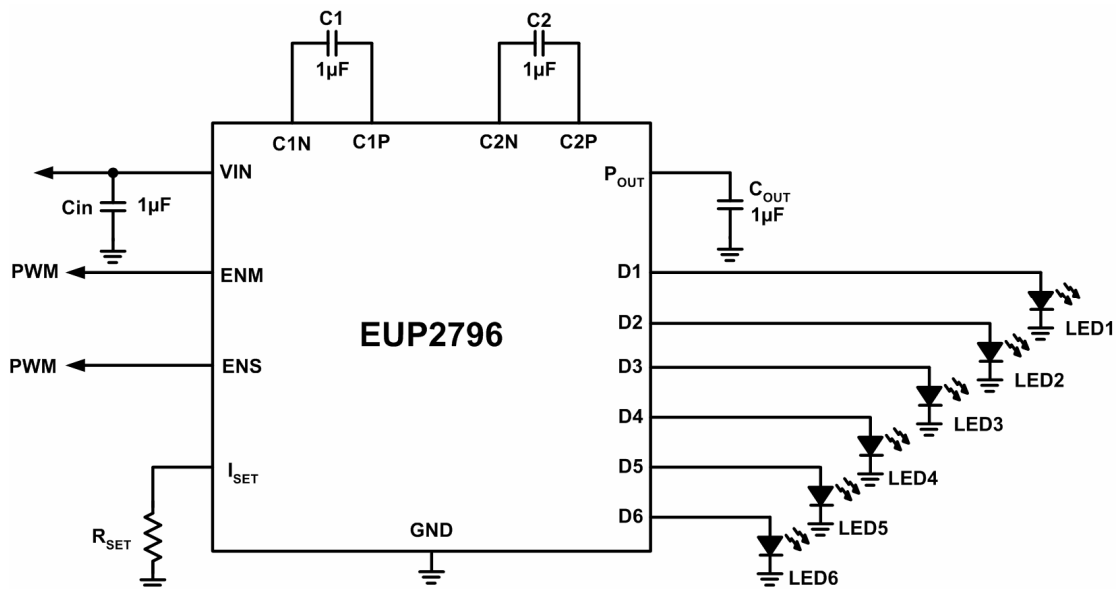 C1
1µF
C2
1µF
C1N
C1P
C2N
C2P
VIN
Cin
1µF
POUT
COUT
1µF
PWM
ENM
D1
LED1
EUP2796
D2
LED2
PWM
ENS
D3
LED3
D4
LED4
ISET
D5
LED5
RSET
GND
D6
LED6